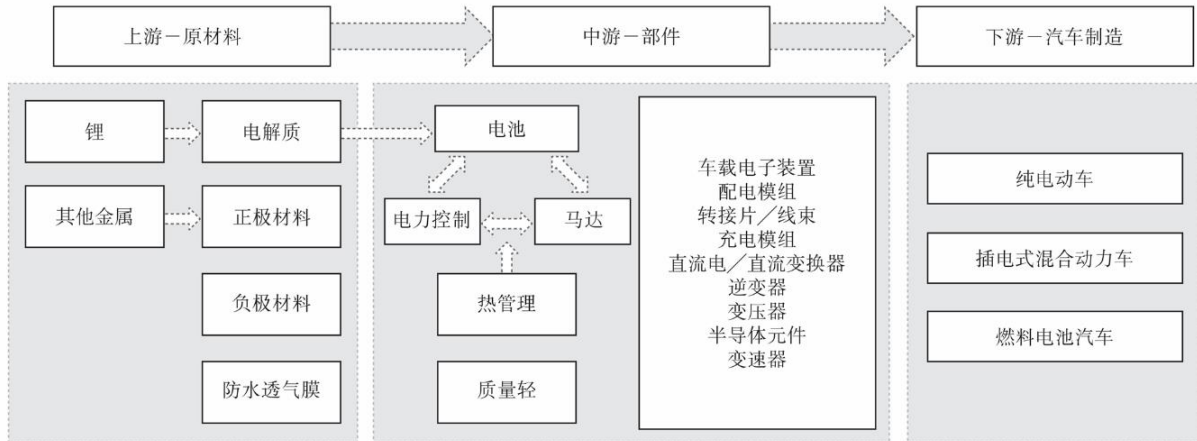 上游－原材料
中游－部件
下游－汽车制造
锂
电解质
其他金属
正极材料
负极材料
防水透气膜
电池
电力控制
马达
热管理
质量轻
车载电子装置
配电模组
转接片／线束
充电模组
直流电／直流变换器
逆变器
变压器
半导体元件
变速器
纯电动车
插电式混合动力车
燃料电池汽车